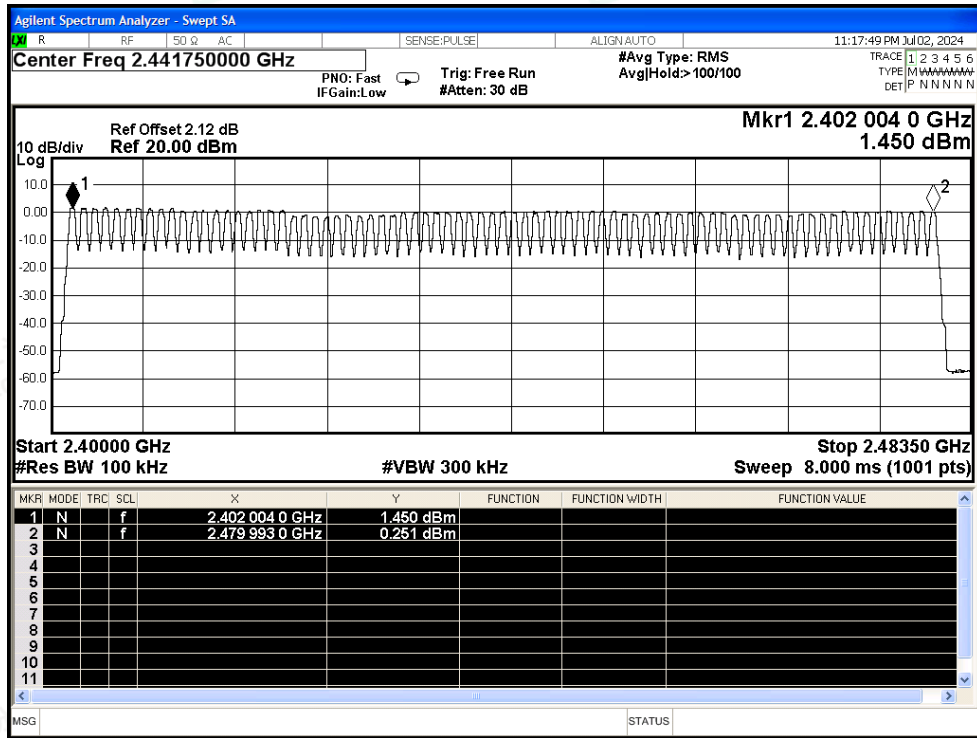 Agilent Spectrum Analyzer - Swept SA
LXI R RF 50 Ω AC SENSE:PULSE ALIGN AUTO 11:17:49 PM Jul 02, 2024
Center Freq 2.441750000 GHz
PNO: Fast
IFGain:Low
Trig: Free Run
#Atten: 30 dB
#Avg Type: RMS
Avg|Hold:>100/100
TRACE 1 2 3 4 5 6
TYPE M
DET P N N N N N
Ref Offset 2.12 dB
10 dB/div Ref 20.00 dBm
Log
Mkr1 2.402 004 0 GHz
1.450 dBm
1
2
10.0
0.00
-10.0
-20.0
-30.0
-40.0
-50.0
-60.0
-70.0
Start 2.40000 GHz Stop 2.48350 GHz
#Res BW 100 kHz #VBW 300 kHz Sweep 8.000 ms (1001 pts)
MKR MODE TRC SCL X Y FUNCTION FUNCTION WIDTH FUNCTION VALUE
1 N f 2.402 004 0 GHz 1.450 dBm
2 N f 2.479 993 0 GHz 0.251 dBm
3
4
5
6
7
8
9
10
11
MSG STATUS